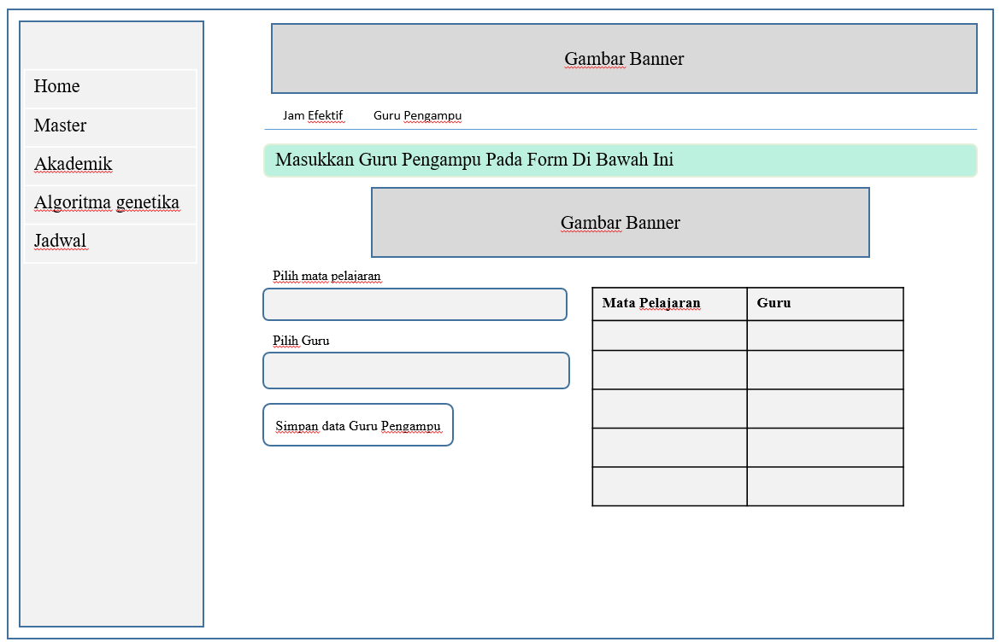 Home
Master
Akademik
Algoritma genetika
Jadwal
Gambar Banner
Jam Efektif
Guru Pengampu
Masukkan Guru Pengampu Pada Form Di Bawah Ini
Gambar Banner
Pilih mata pelajaran
Pilih Guru
Simpan data Guru Pengampu
Mata Pelajaran
Guru